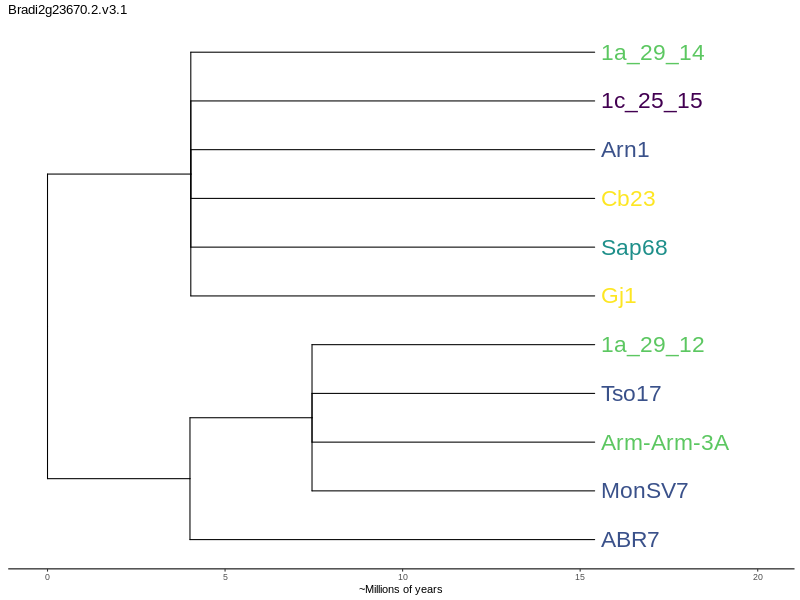 Bradi2g23670.2.v3.1
1a_29_14
1c_25_15
Arn1
Cb23
Sap68
Gj1
1a_29_12
Tso17
Arm-Arm-3A
MonSV7
ABR7
0 5 10 15 20
~Millions of years